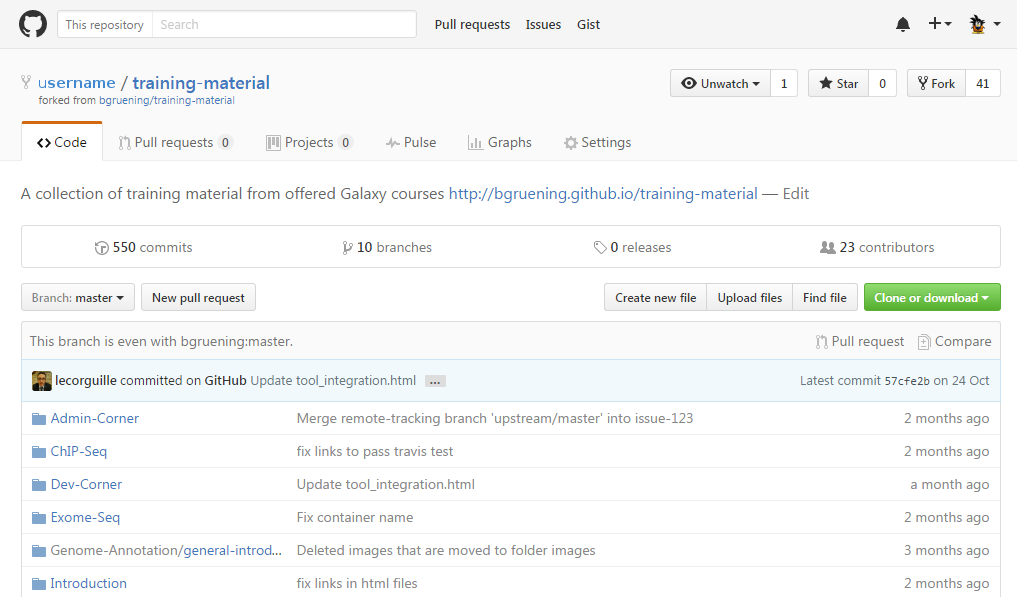 This repository Search Pull requests Issues Gist
username / training-material Unwatch 1 Star 0 Fork 41
forked from bgruening/training-material
Code Pull requests 0 Projects 0 Pulse Graphs Settings
A collection of training material from offered Galaxy courses http://bgruening.github.io/training-material — Edit
550 commits 10 branches 0 releases 23 contributors
Branch: master New pull request Create new file Upload files Find file Clone or download
This branch is even with bgruening:master. Pull request Compare
lecorguille committed on GitHub Update tool_integration.html ... Latest commit 57cfe2b on 24 Oct
Admin-Corner Merge remote-tracking branch 'upstream/master' into issue-123 2 months ago
ChIP-Seq fix links to pass travis test 2 months ago
Dev-Corner Update tool_integration.html a month ago
Exome-Seq Fix container name 2 months ago
Genome-Annotation/general-introd... Deleted images that are moved to folder images 3 months ago
Introduction fix links in html files 2 months ago